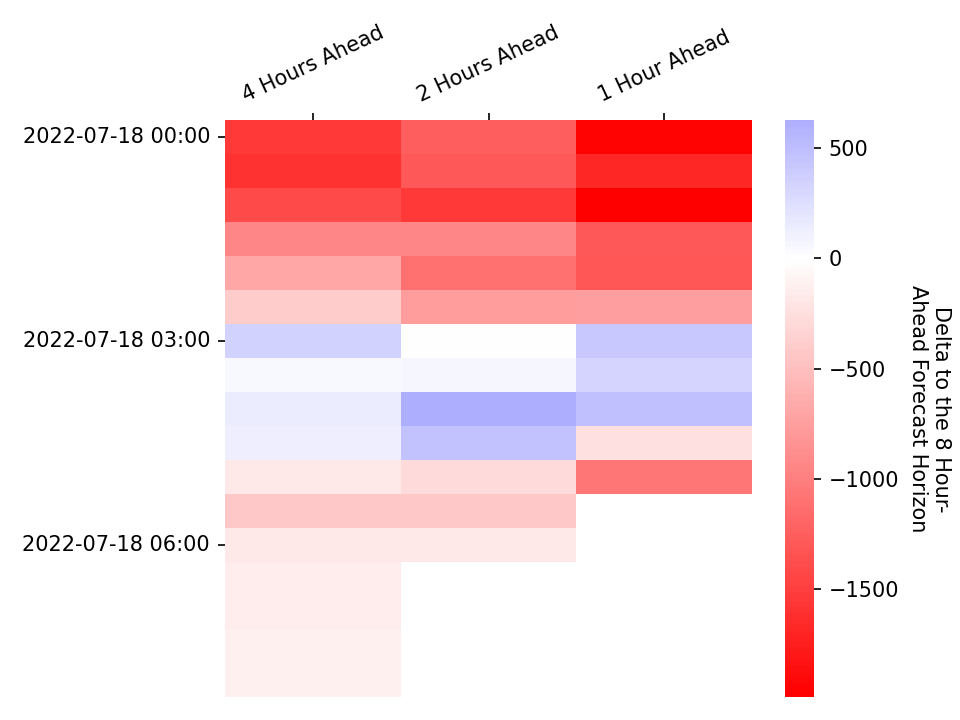 4 Hours Ahead
2 Hours Ahead
1 Hour Ahead
2022-07-18 00:00
2022-07-18 03:00
2022-07-18 06:00
500
0
−500
−1000
−1500
Delta to the 8 Hour-
Ahead Forecast Horizon